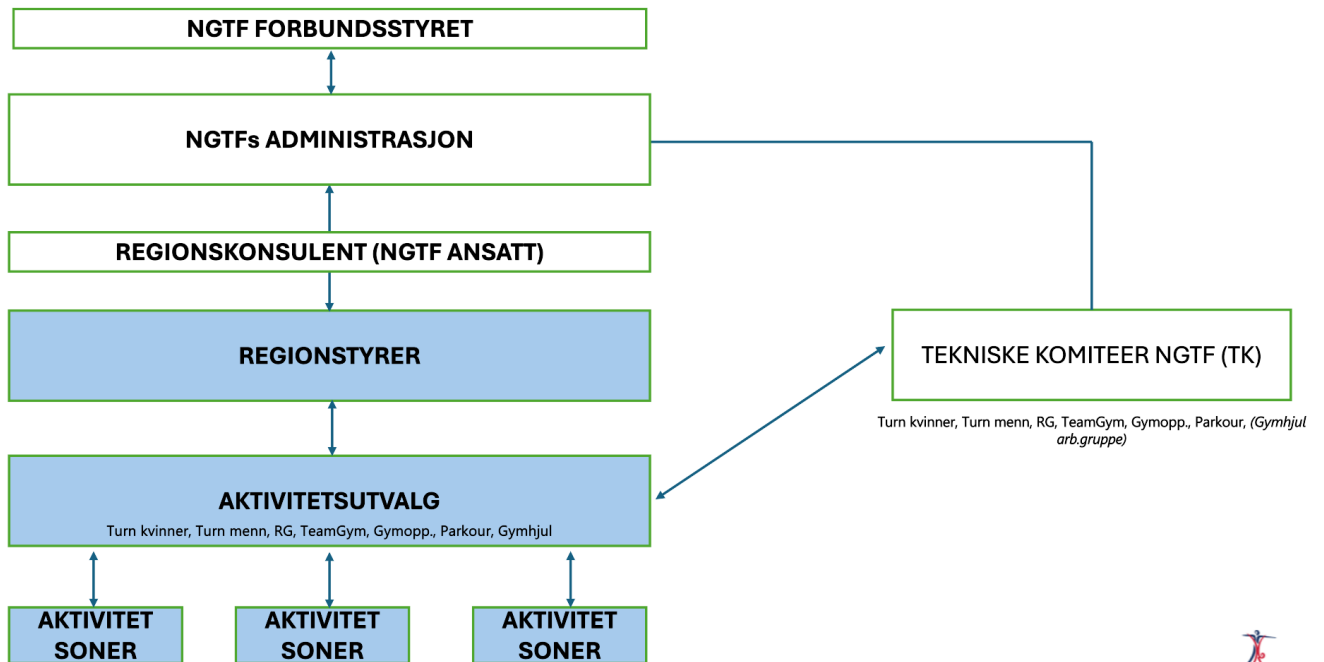 NGTF FORBUNDSSTYRET
NGTFs ADMINISTRASJON
REGIONSKONSULENT (NGTF ANSATT)
REGIONSTYRER
TEKNISKE KOMITEER NGTF (TK)
Turn kvinner, Turn menn, RG, TeamGym, Gymopp., Parkour, (Gymhjul
arb.gruppe)
AKTIVITETSUTVALG
Turn kvinner, Turn menn, RG, TeamGym, Gymopp., Parkour, Gymhjul
AKTIVITET
SONER
AKTIVITET
SONER
AKTIVITET
SONER